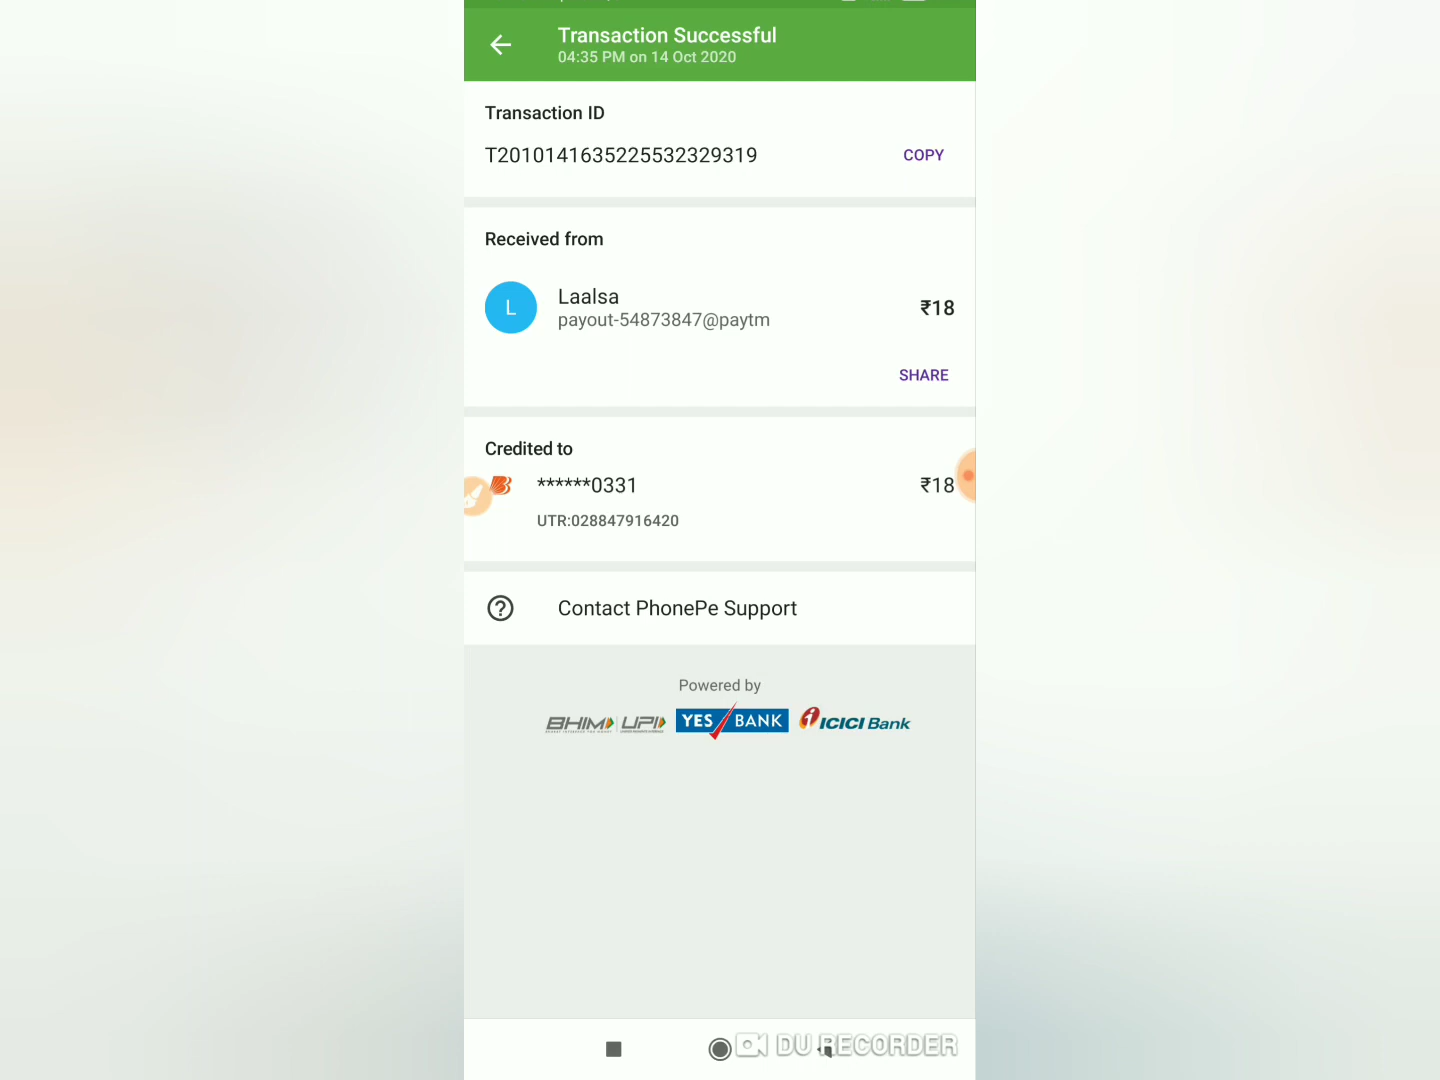 Transaction Successful
04:35 PM on 14 Oct 2020
Transaction ID
T2010141635225532329319
COPY
Received from
L
Laalsa
₹18
payout-54873847@paytm
SHARE
Credited to
******0331
₹18
UTR:028847916420
Contact PhonePe Support
Powered by
BHIM UPI YES BANK ICICI Bank
DU RECORDER